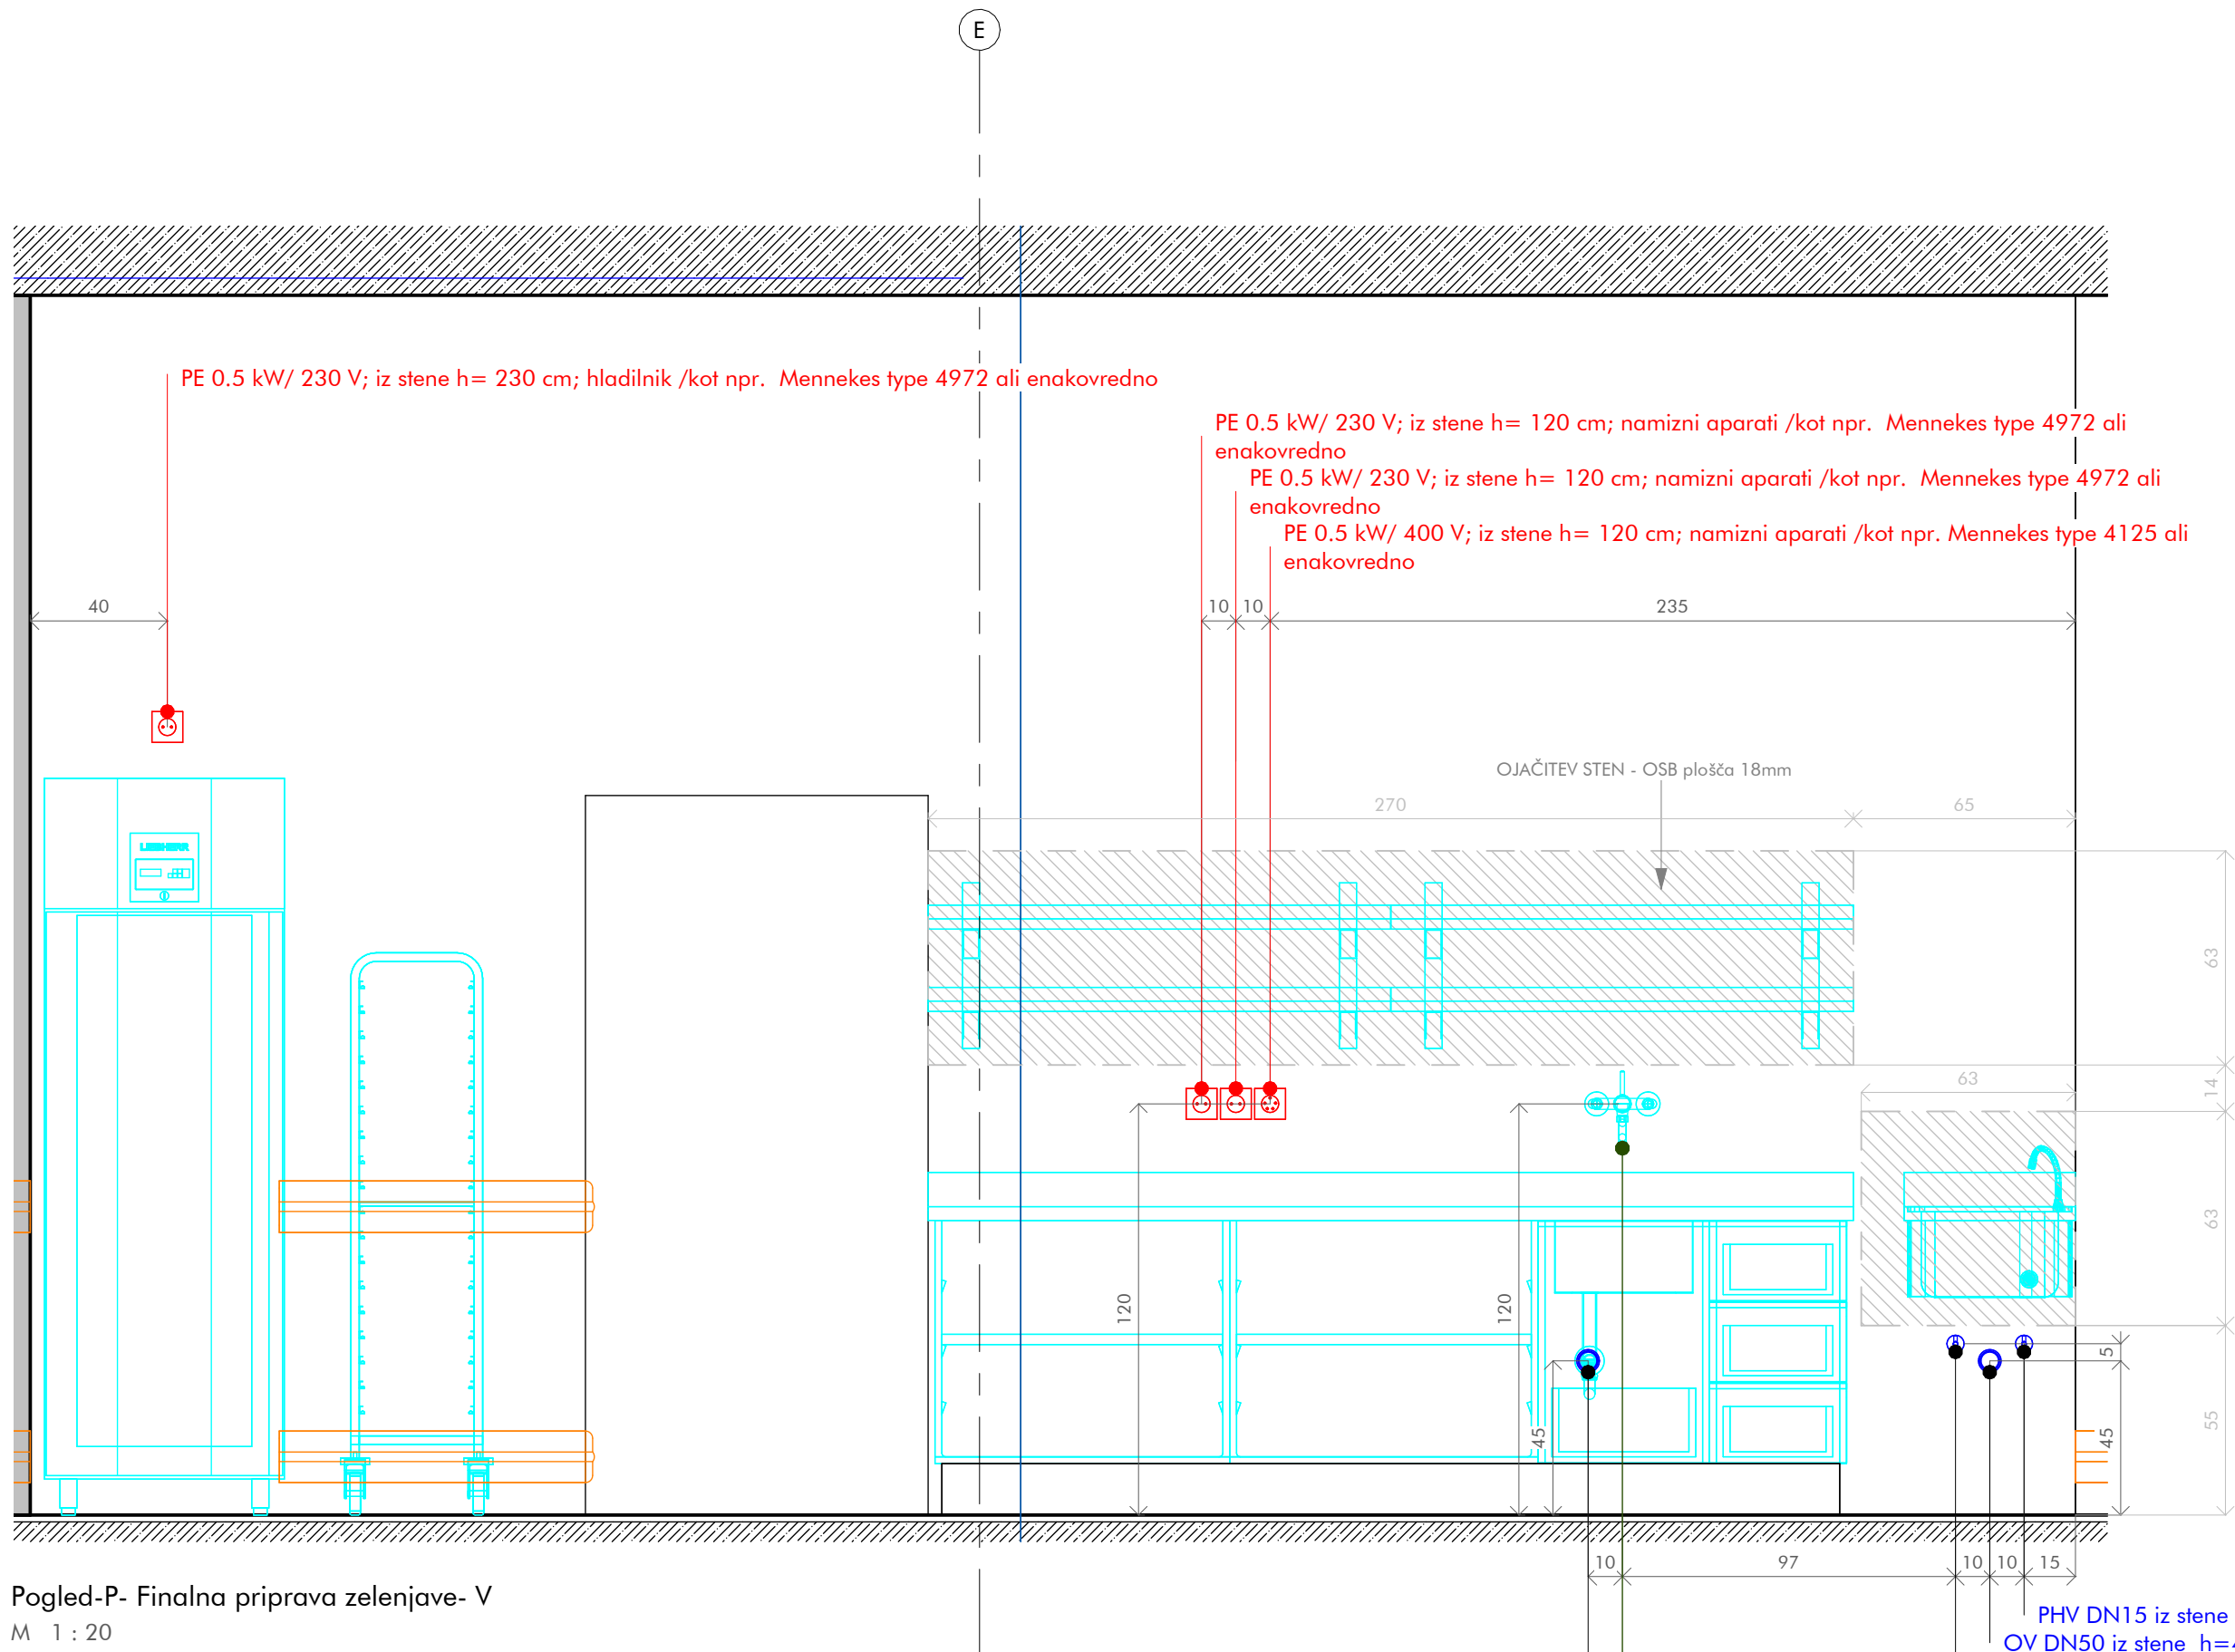 E
PE 0.5 kW/ 230 V; iz stene h= 230 cm; hladilnik /kot npr. Mennekes type 4972 ali enakovredno
PE 0.5 kW/ 230 V; iz stene h= 120 cm; namizni aparati /kot npr. Mennekes type 4972 ali
enakovredno
PE 0.5 kW/ 230 V; iz stene h= 120 cm; namizni aparati /kot npr. Mennekes type 4972 ali
enakovredno
PE 0.5 kW/ 400 V; iz stene h= 120 cm; namizni aparati /kot npr. Mennekes type 4125 ali
enakovredno
40
10 10 235
OJAČITEV STEN - OSB plošča 18mm
270 65
LIEBHERR
63
63
14
63
120
120
45
5
45
55
10 97 10 10 15
Pogled-P- Finalna priprava zelenjave- V
M 1 : 20
PHV DN15 iz stene
OV DN50 iz stene h=